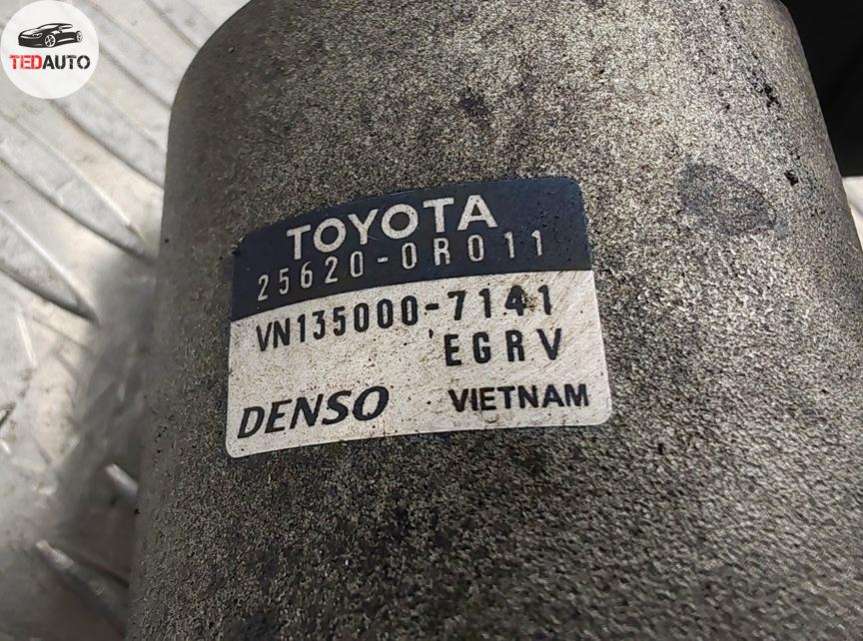 TEDAUTO
TOYOTA
25620-0R011
VN135000-7141
EGRV
DENSO VIETNAM